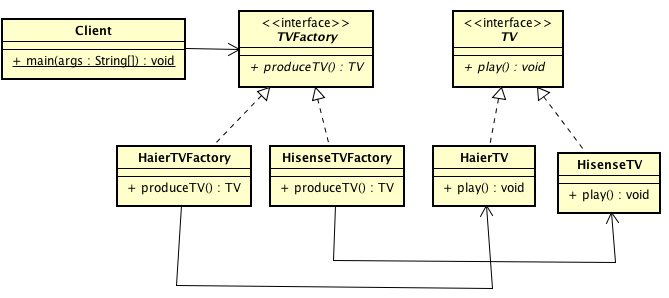 Client
+ main(args : String[]) : void
<<interface>>
TVFactory
+ produceTV() : TV
<<interface>>
TV
+ play() : void
HaierTVFactory
+ produceTV() : TV
HisenseTVFactory
+ produceTV() : TV
HaierTV
+ play() : void
HisenseTV
+ play() : void